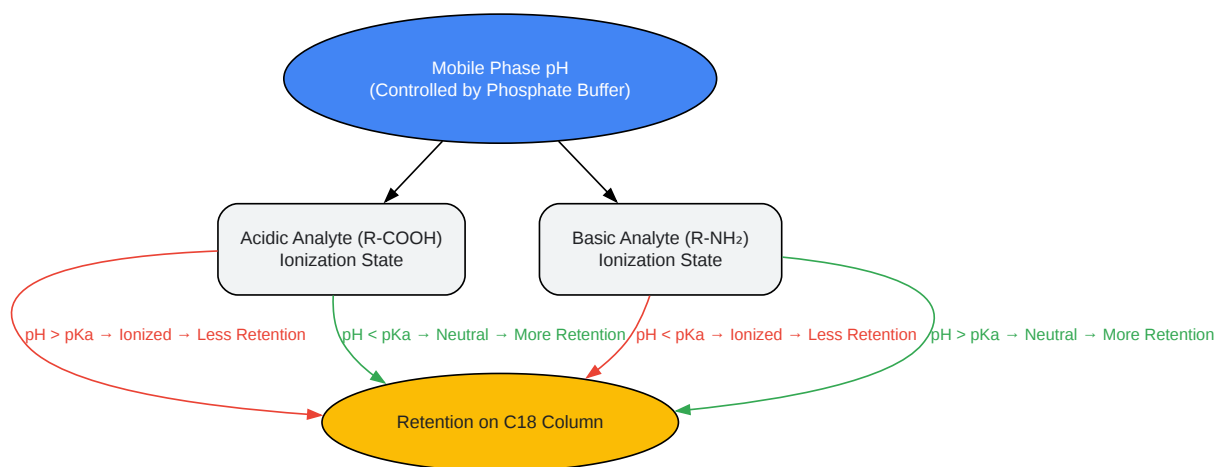 Mobile Phase pH
(Controlled by Phosphate Buffer)
Acidic Analyte (R-COOH)
Ionization State
Basic Analyte (R-NH₂)
Ionization State
pH > pKa → Ionized → Less Retention
pH < pKa → Neutral → More Retention
pH < pKa → Ionized → Less Retention
pH > pKa → Neutral → More Retention
Retention on C18 Column